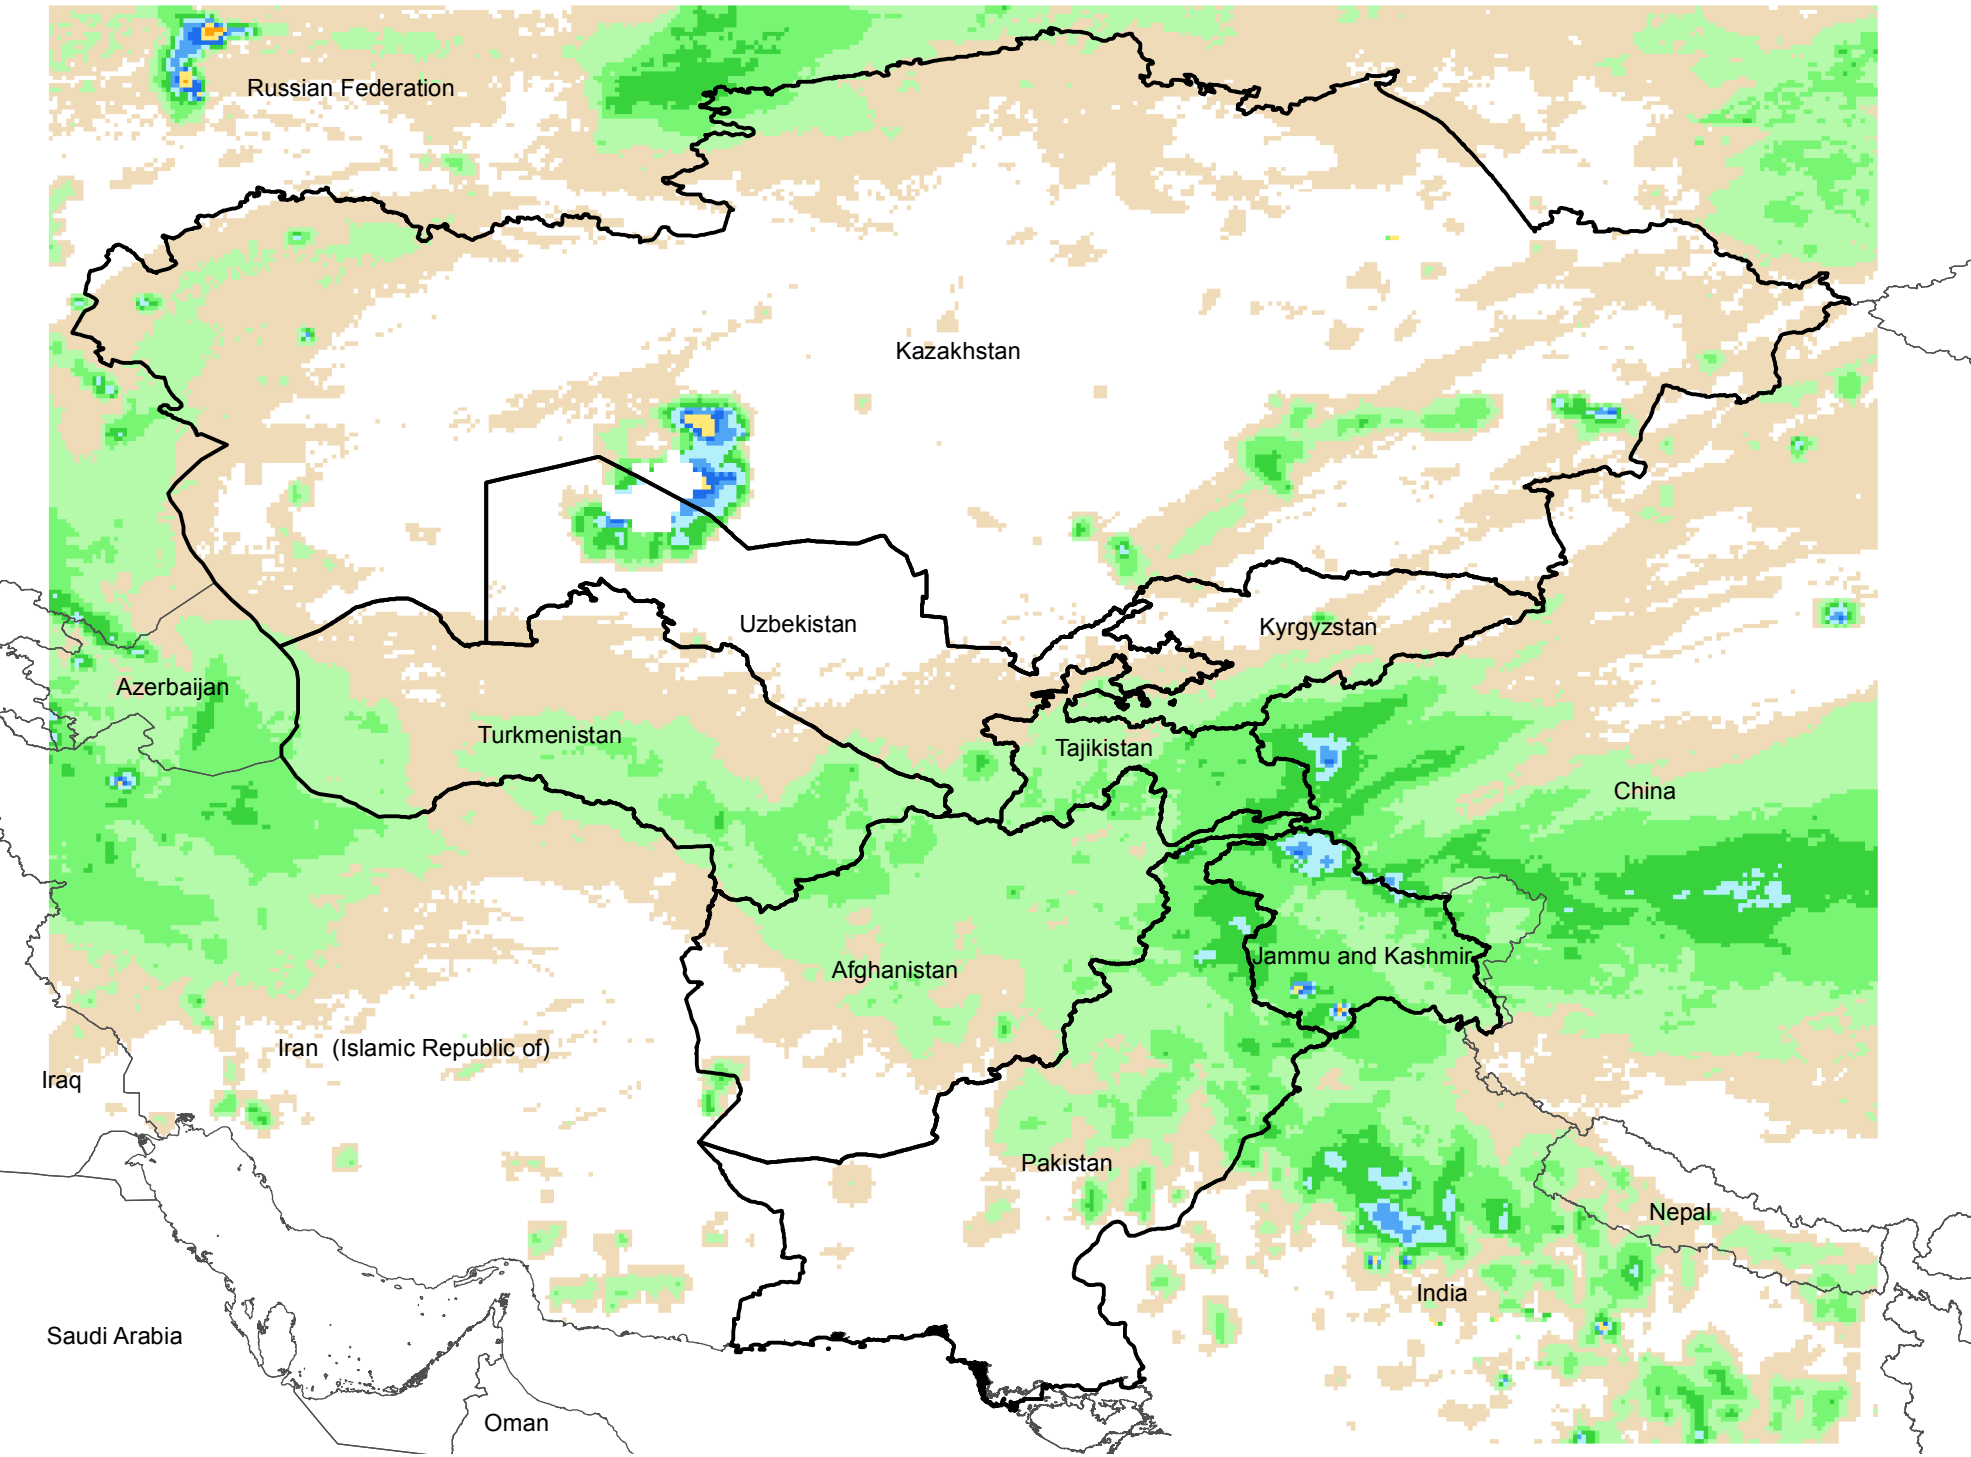 Russian Federation
Kazakhstan
Uzbekistan
Kyrgyzstan
Azerbaijan
Turkmenistan
Tajikistan
China
Jammu and Kashmir
Afghanistan
Iran  (Islamic Republic of)
Iraq
Pakistan
Nepal
India
Saudi Arabia
Oman